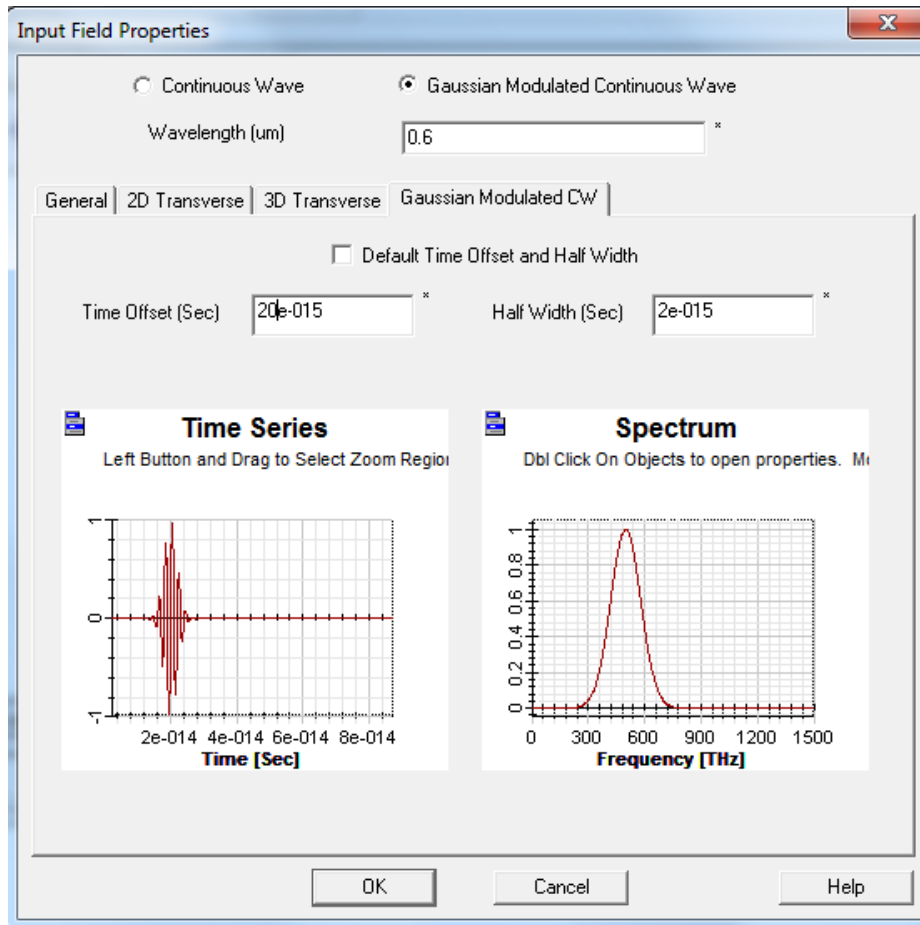 Input Field Properties
Continuous Wave
Gaussian Modulated Continuous Wave
Wavelength (um)
0.6
*
General
2D Transverse
3D Transverse
Gaussian Modulated CW
Default Time Offset and Half Width
Time Offset (Sec)
20e-015
*
Half Width (Sec)
2e-015
*
Time Series
Left Button and Drag to Select Zoom Region
1
0
-1
2e-014 4e-014 6e-014 8e-014
Time [Sec]
Spectrum
Dbl Click On Objects to open properties.
1
0.8
0.6
0.4
0.2
0
0 300 600 900 1200 1500
Frequency [THz]
OK
Cancel
Help